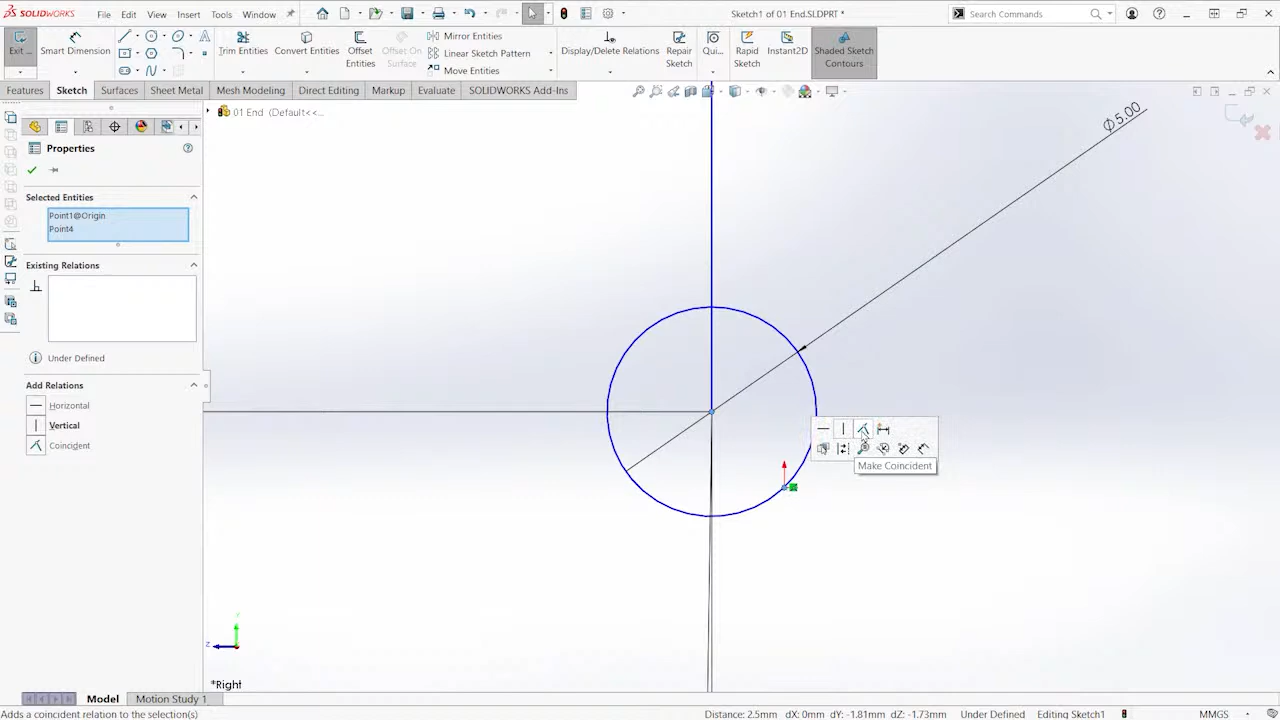 SOLIDWORKS File Edit View Insert Tools Window Sketch1 of 01 End.SLDPRT * Search Commands
Exit... Smart Dimension Trim Entities Convert Entities Offset Entities Offset On Surface Mirror Entities Linear Sketch Pattern Move Entities Display/Delete Relations Repair Sketch Qui... Rapid Sketch Instant2D Shaded Sketch Contours
Features Sketch Surfaces Sheet Metal Mesh Modeling Direct Editing Markup Evaluate SOLIDWORKS Add-Ins
01 End (Default<<...
Ø5.00
Properties
Selected Entities
Point1@Origin
Point4
Existing Relations
Under Defined
Add Relations
Horizontal
Vertical
Coincident
Make Coincident
Y
Z
*Right
Model Motion Study 1
Adds a coincident relation to the selection(s) Distance: 2.5mm dX: 0mm dY: -1.81mm dZ: -1.73mm Under Defined Editing Sketch1 MMGS